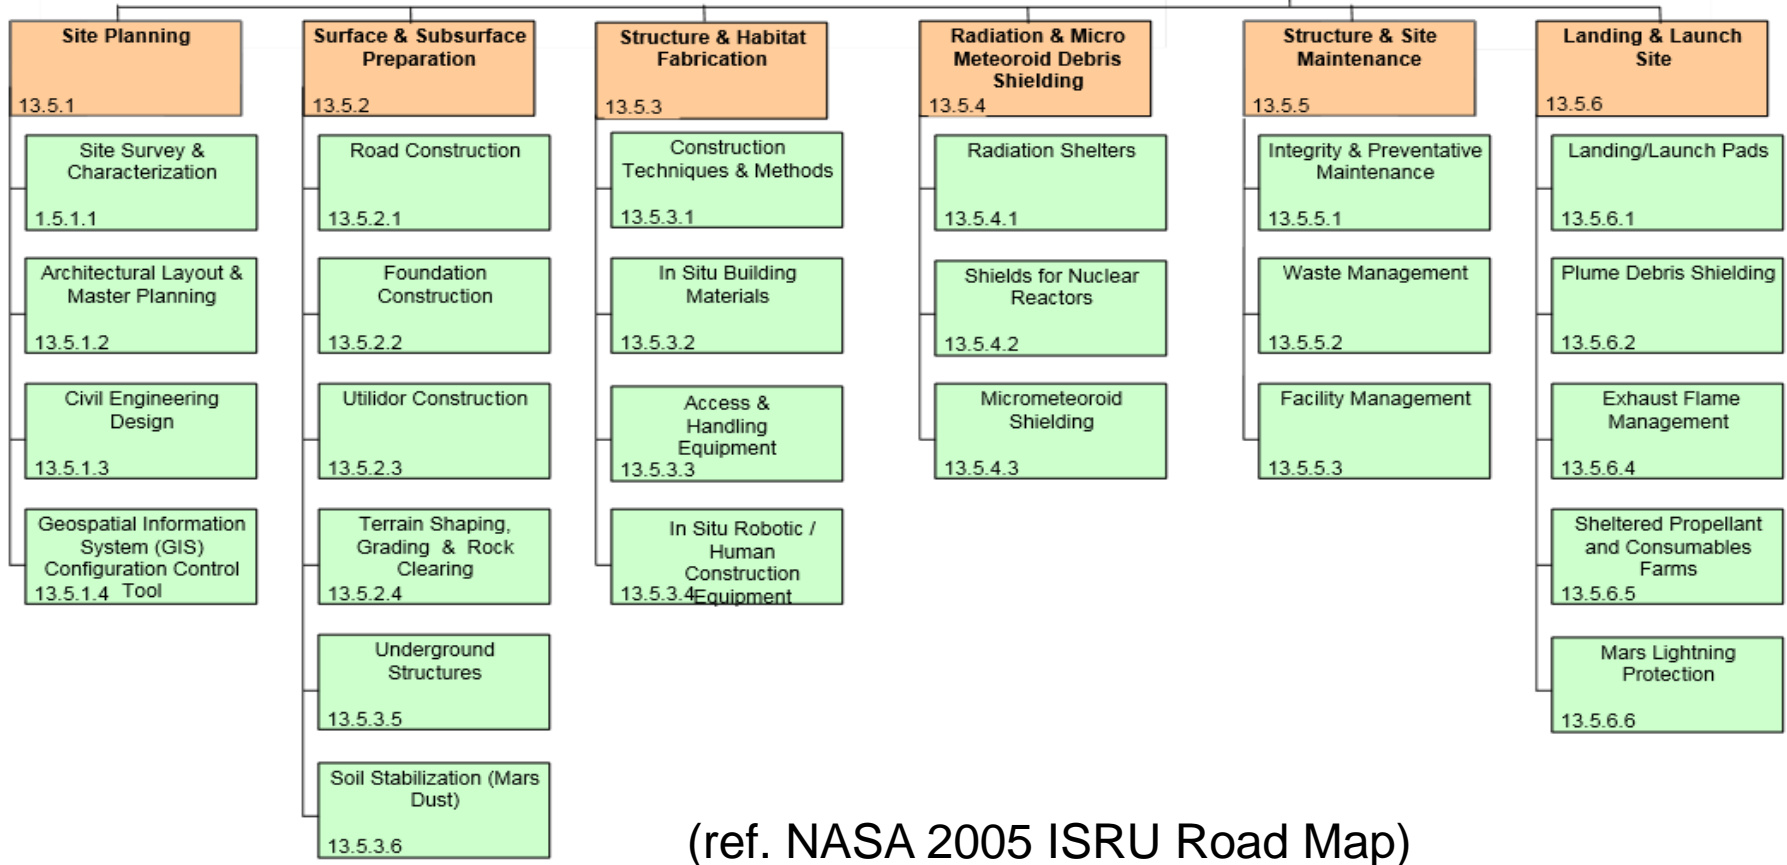 Site Planning
13.5.1
Site Survey &
Characterization
1.5.1.1
Architectural Layout &
Master Planning
13.5.1.2
Civil Engineering
Design
13.5.1.3
Geospatial Information
System (GIS)
Configuration Control
Tool
13.5.1.4
Surface & Subsurface
Preparation
13.5.2
Road Construction
13.5.2.1
Foundation
Construction
13.5.2.2
Utilidor Construction
13.5.2.3
Terrain Shaping,
Grading & Rock
Clearing
13.5.2.4
Underground
Structures
13.5.3.5
Soil Stabilization (Mars
Dust)
13.5.3.6
Structure & Habitat
Fabrication
13.5.3
Construction
Techniques & Methods
13.5.3.1
In Situ Building
Materials
13.5.3.2
Access &
Handling
Equipment
13.5.3.3
In Situ Robotic /
Human
Construction
Equipment
13.5.3.4
Radiation & Micro
Meteoroid Debris
Shielding
13.5.4
Radiation Shelters
13.5.4.1
Shields for Nuclear
Reactors
13.5.4.2
Micrometeoroid
Shielding
13.5.4.3
Structure & Site
Maintenance
13.5.5
Integrity & Preventative
Maintenance
13.5.5.1
Waste Management
13.5.5.2
Facility Management
13.5.5.3
Landing & Launch
Site
13.5.6
Landing/Launch Pads
13.5.6.1
Plume Debris Shielding
13.5.6.2
Exhaust Flame
Management
13.5.6.4
Sheltered Propellant
and Consumables
Farms
13.5.6.5
Mars Lightning
Protection
13.5.6.6
(ref. NASA 2005 ISRU Road Map)